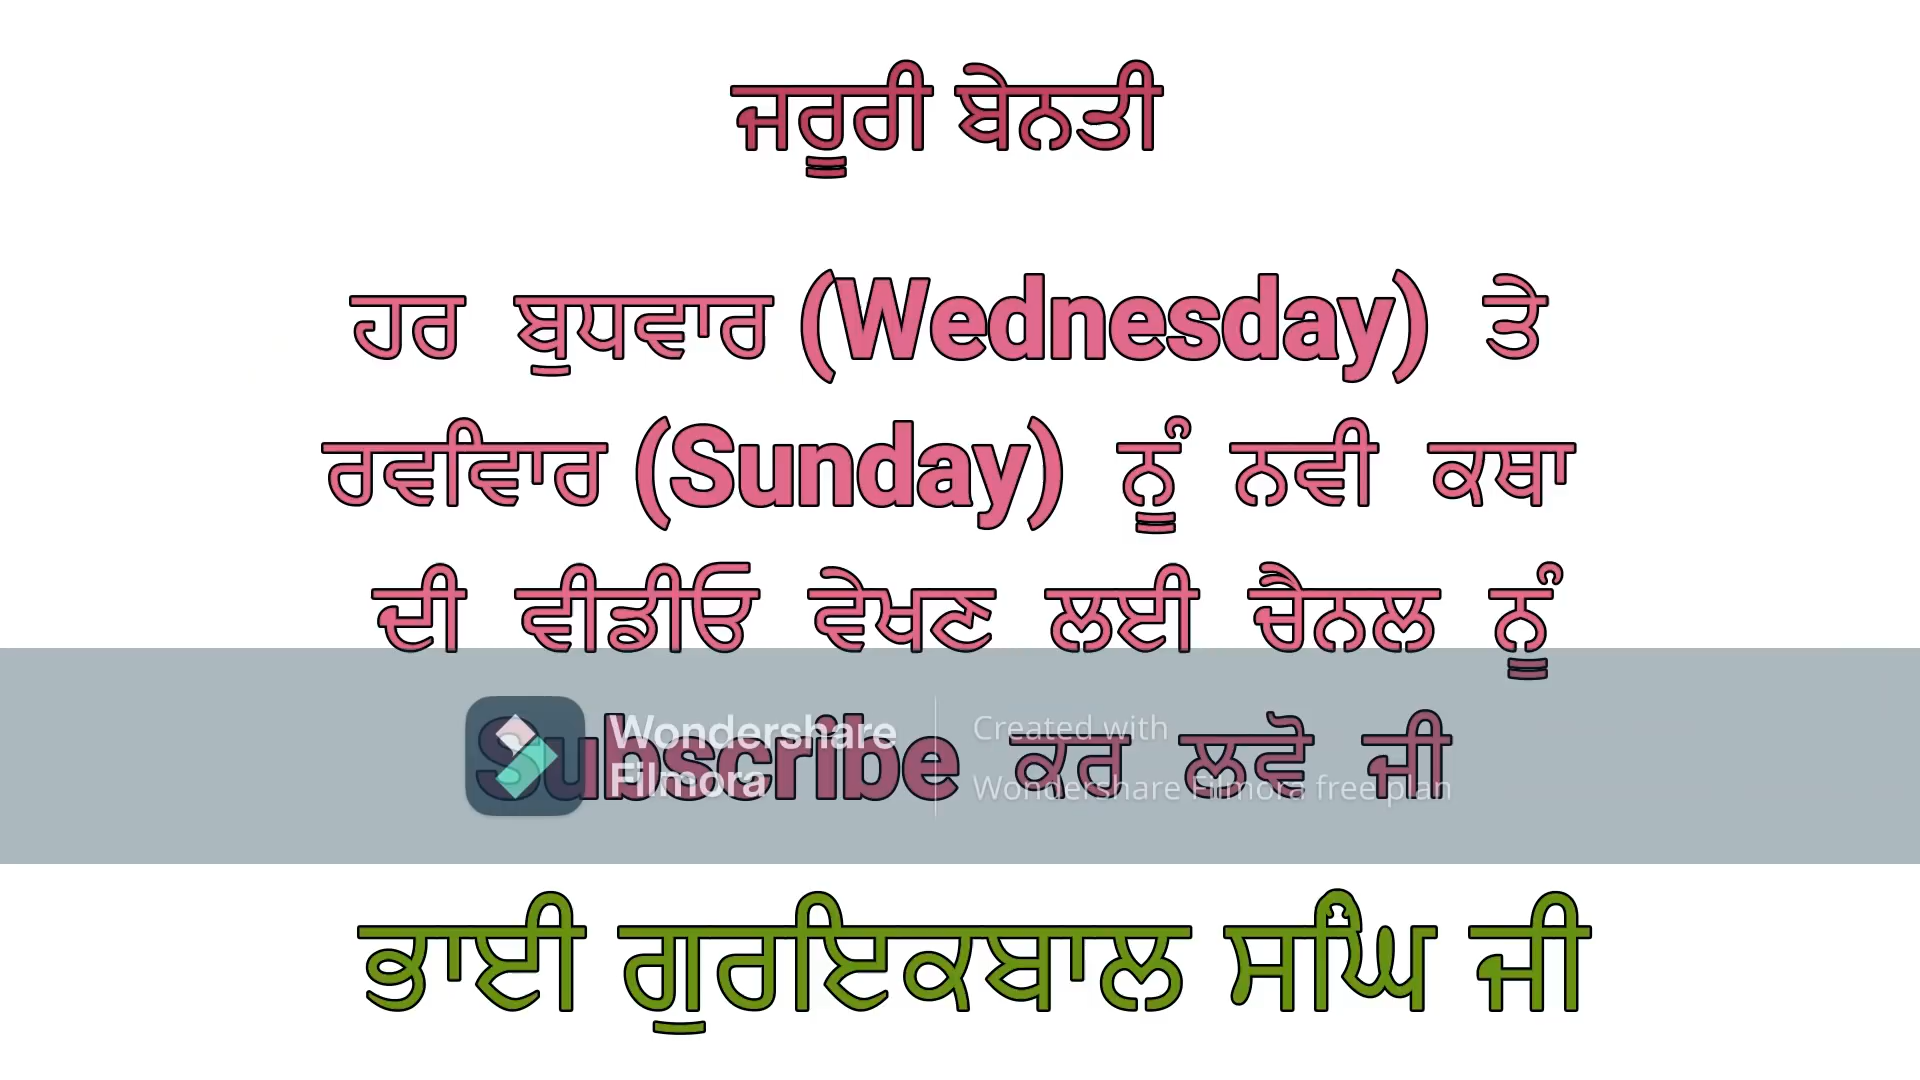 ਜਰੂਰੀ ਬੇਨਤੀ
ਹਰ ਬੁਧਵਾਰ (Wednesday) ਤੇ
ਰਵੀਵਾਰ (Sunday) ਨੂੰ ਨਵੀ ਕਥਾ
ਦੀ ਵੀਡੀਓ ਵੇਖਣ ਲਈ ਚੈਨਲ ਨੂੰ
Subscribe ਕਰ ਲਵੋ ਜੀ
Wondershare
Filmora
Created with
Wondershare Filmora free plan
ਭਾਈ ਗੁਰਇਕਬਾਲ ਸਿੰਘ ਜੀ